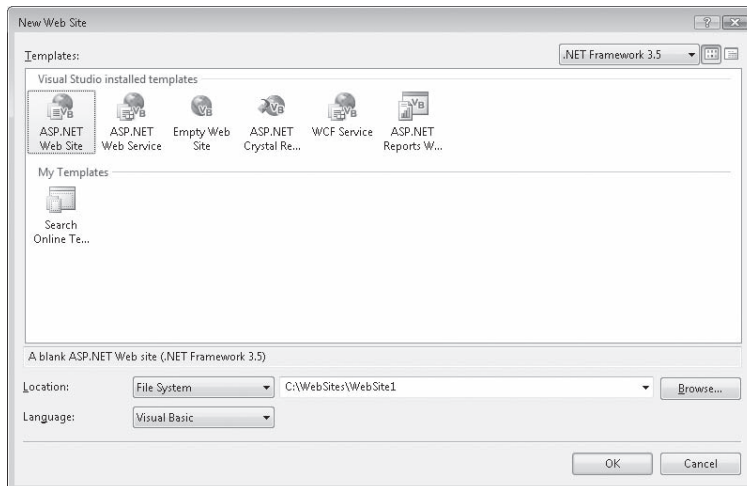 New Web Site
Templates:
.NET Framework 3.5
Visual Studio installed templates
ASP.NET Web Site
ASP.NET Web Service
Empty Web Site
ASP.NET Crystal Re...
WCF Service
ASP.NET Reports W...
My Templates
Search Online Te...
A blank ASP.NET Web site (.NET Framework 3.5)
Location:
File System
C:\WebSites\WebSite1
Browse...
Language:
Visual Basic
OK
Cancel